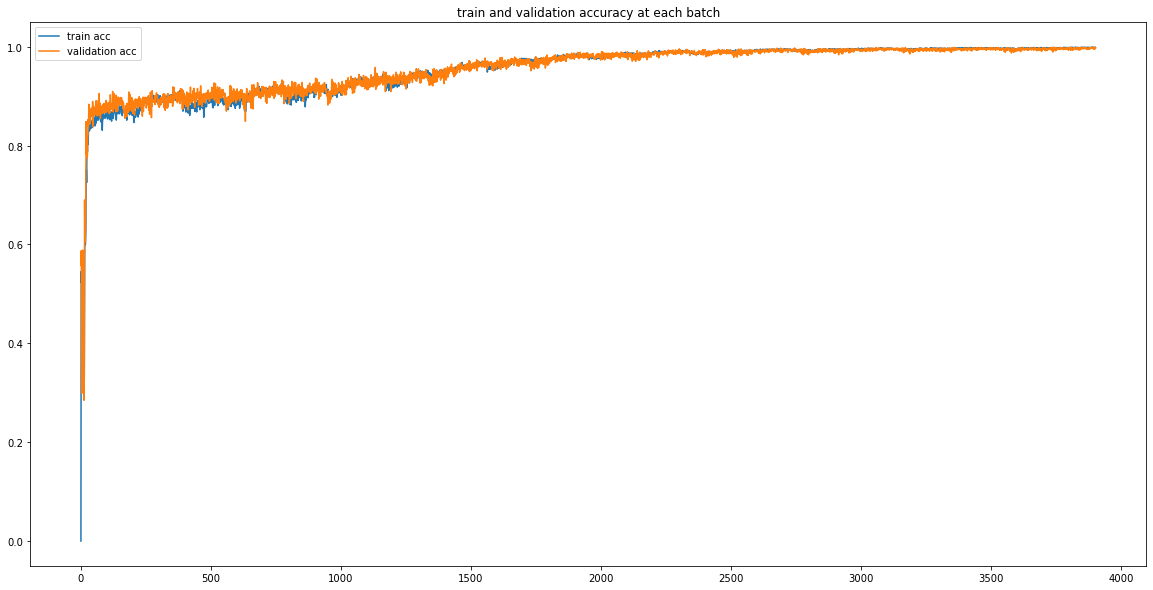 train and validation accuracy at each batch
train acc
validation acc
1.0
0.8
0.6
0.4
0.2
0.0
0 500 1000 1500 2000 2500 3000 3500 4000